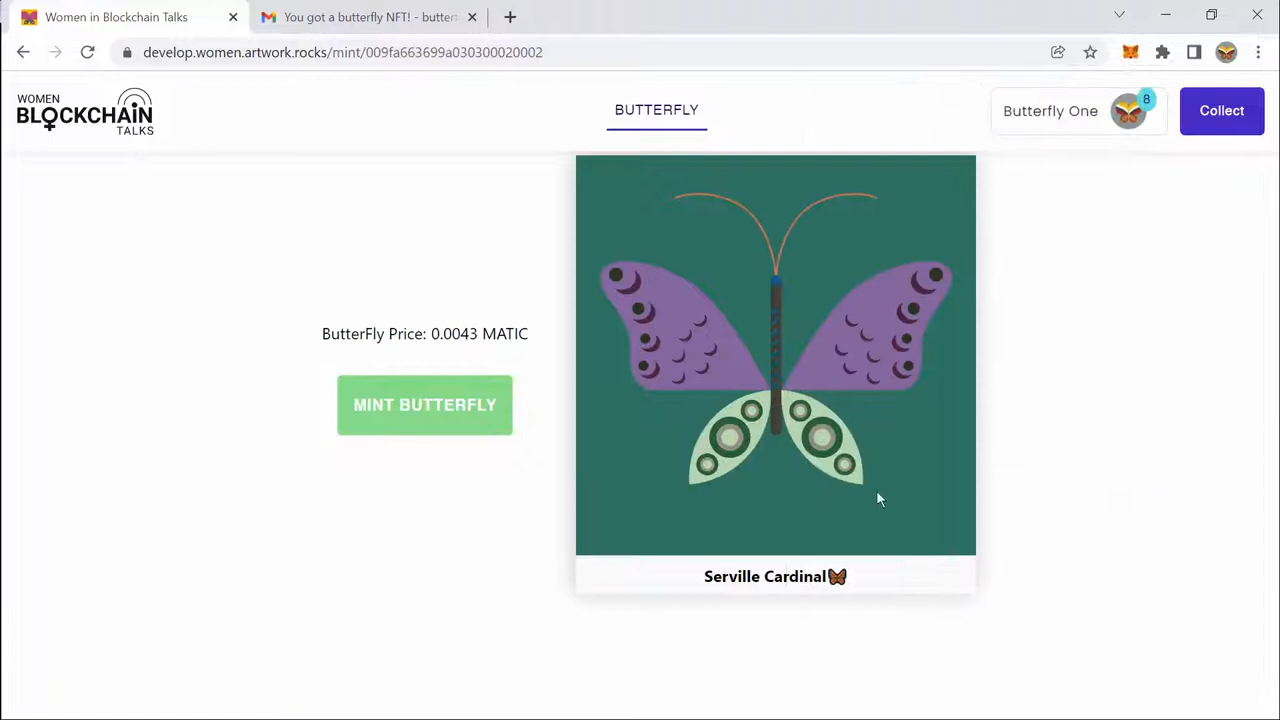 Women in Blockchain Talks
You got a butterfly NFT! - butter
develop.women.artwork.rocks/mint/009fa663699a030300020002
WOMEN
BLOCKCHAIN
TALKS
BUTTERFLY
Butterfly One
8
Collect
ButterFly Price: 0.0043 MATIC
MINT BUTTERFLY
Serville Cardinal🦋